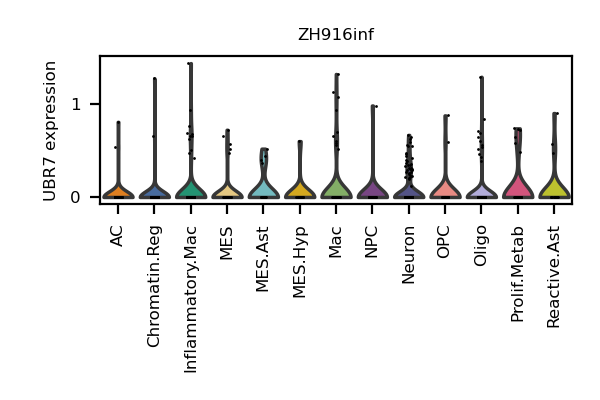 ZH916inf
UBR7 expression
1
0
AC
Chromatin.Reg
Inflammatory.Mac
MES
MES.Ast
MES.Hyp
Mac
NPC
Neuron
OPC
Oligo
Prolif.Metab
Reactive.Ast